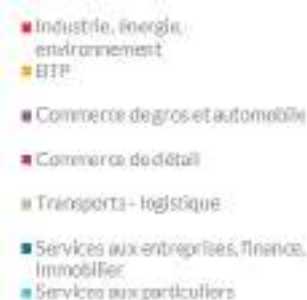 Industrie, énergie,
environnement
BTP
Commerce de gros et automobile
Commerce de détail
Transports - logistique
Services aux entreprises, finance,
immobilier
Services aux particuliers